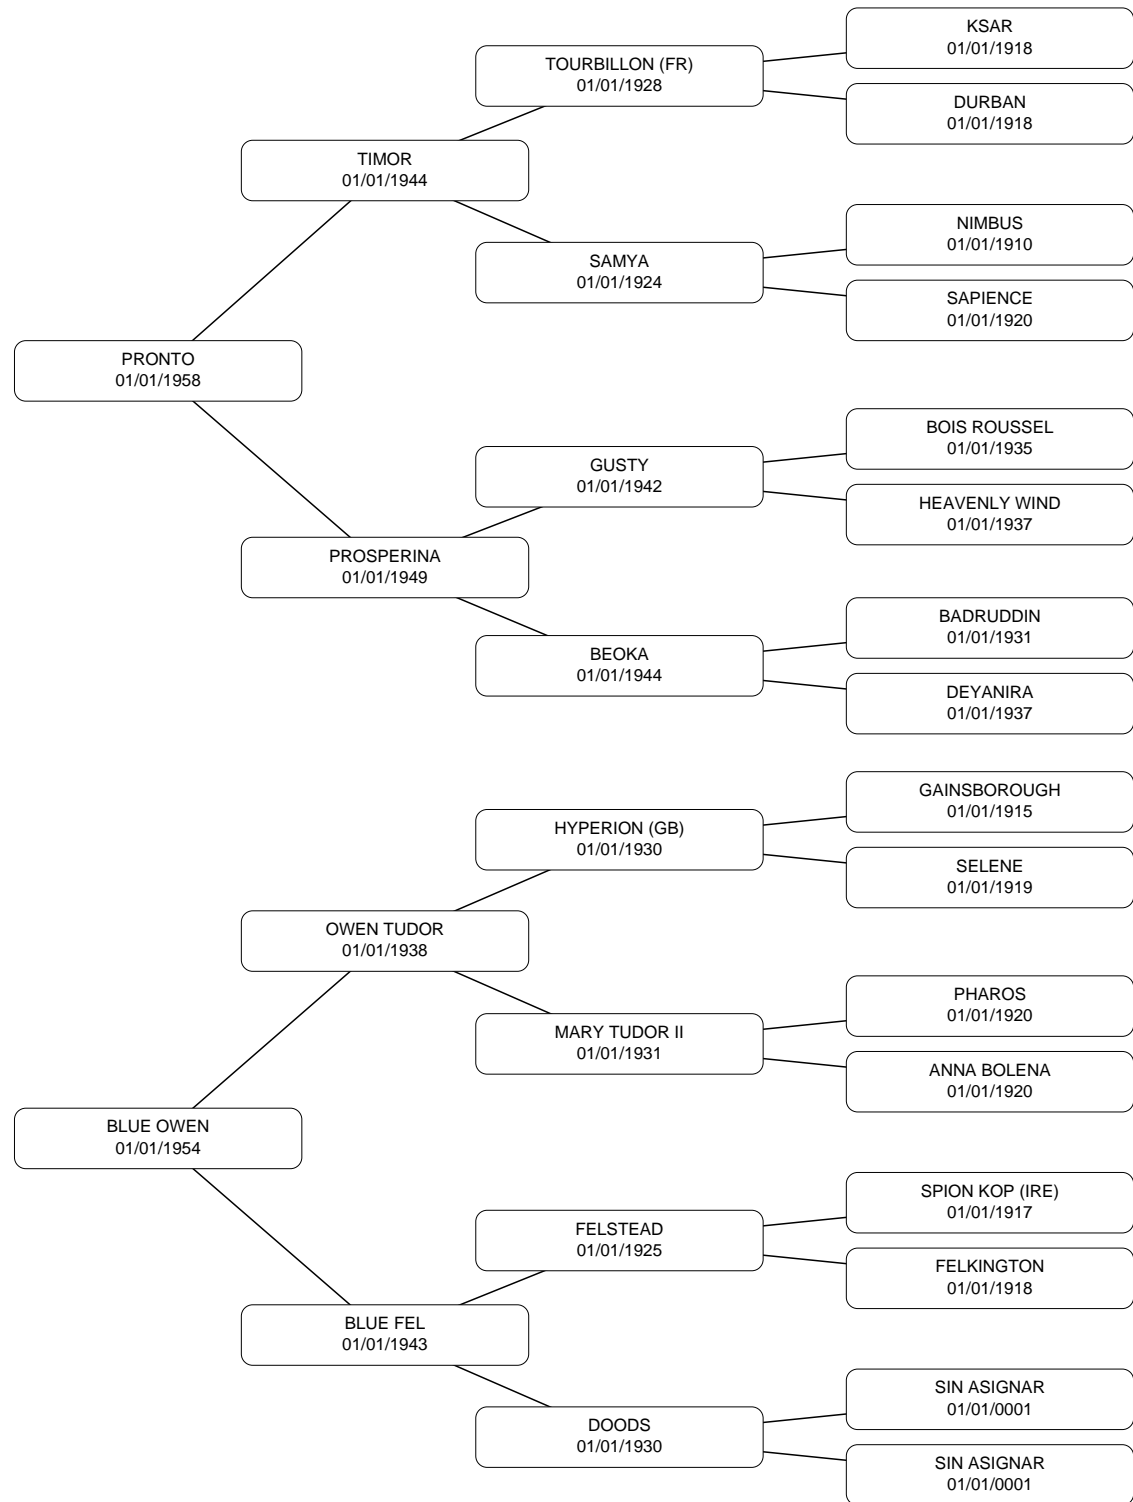 KSAR
01/01/1918
TOURBILLON (FR)
01/01/1928
DURBAN
01/01/1918
TIMOR
01/01/1944
NIMBUS
01/01/1910
SAMYA
01/01/1924
SAPIENCE
01/01/1920
PRONTO
01/01/1958
BOIS ROUSSEL
01/01/1935
GUSTY
01/01/1942
HEAVENLY WIND
01/01/1937
PROSPERINA
01/01/1949
BADRUDDIN
01/01/1931
BEOKA
01/01/1944
DEYANIRA
01/01/1937
GAINSBOROUGH
01/01/1915
HYPERION (GB)
01/01/1930
SELENE
01/01/1919
OWEN TUDOR
01/01/1938
PHAROS
01/01/1920
MARY TUDOR II
01/01/1931
ANNA BOLENA
01/01/1920
BLUE OWEN
01/01/1954
SPION KOP (IRE)
01/01/1917
FELSTEAD
01/01/1925
FELKINGTON
01/01/1918
BLUE FEL
01/01/1943
SIN ASIGNAR
01/01/0001
DOODS
01/01/1930
SIN ASIGNAR
01/01/0001